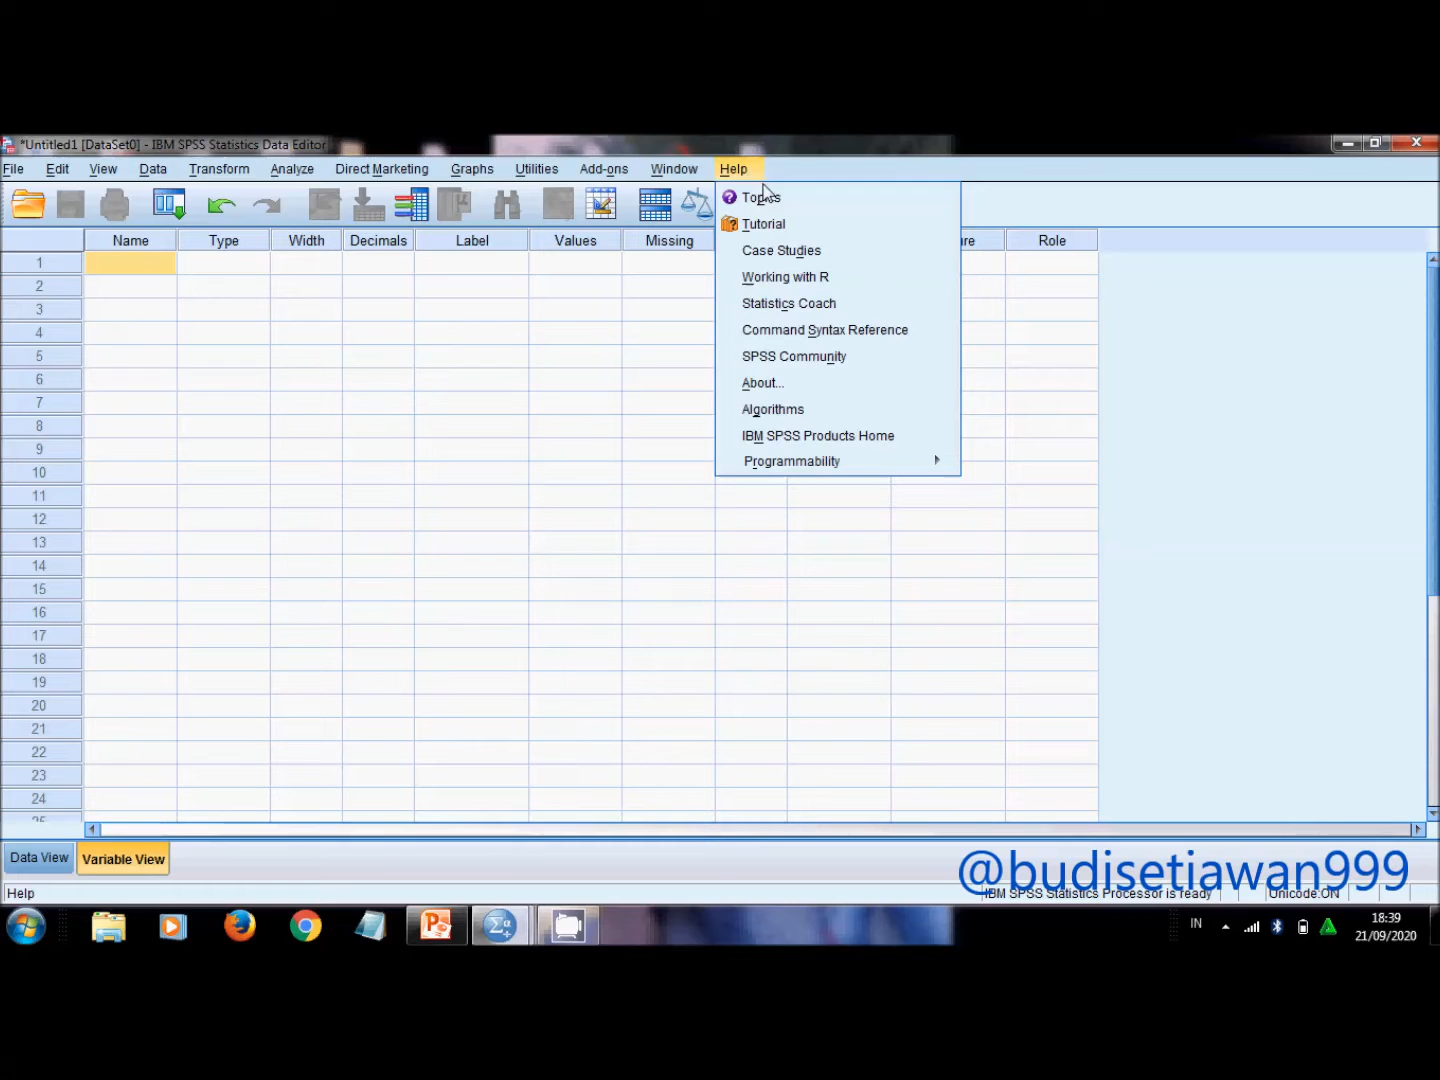 *Untitled1 [DataSet0] - IBM SPSS Statistics Data Editor
File Edit View Data Transform Analyze Direct Marketing Graphs Utilities Add-ons Window Help
Topics
Tutorial
Case Studies
Working with R
Statistics Coach
Command Syntax Reference
SPSS Community
About...
Algorithms
IBM SPSS Products Home
Programmability
Name Type Width Decimals Label Values Missing Role
1
2
3
4
5
6
7
8
9
10
11
12
13
14
15
16
17
18
19
20
21
22
23
24
25
Data View Variable View
@budisetiawan999
Help IBM SPSS Statistics Processor is ready Unicode:ON
IN 18:39
21/09/2020